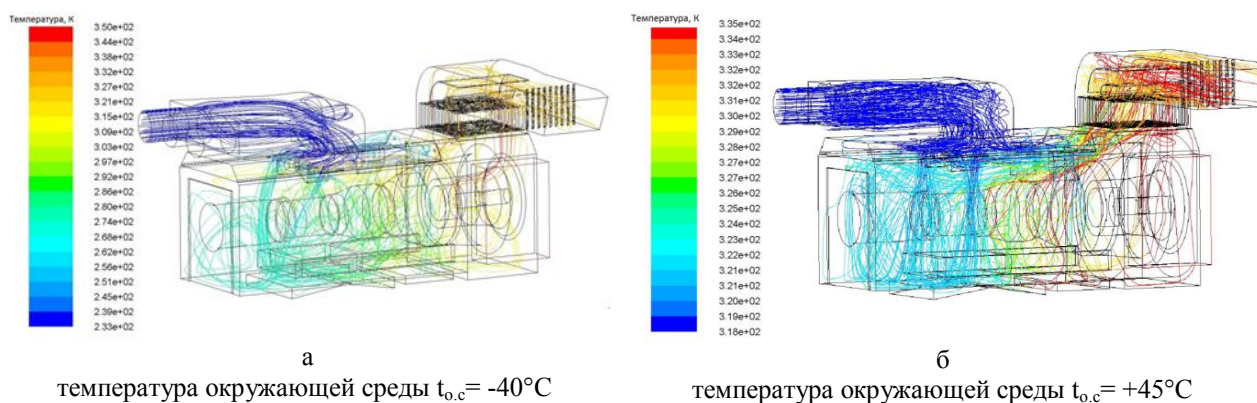 Температура, К
3.50e+02
3.44e+02
3.38e+02
3.32e+02
3.27e+02
3.21e+02
3.15e+02
3.09e+02
3.03e+02
2.97e+02
2.92e+02
2.86e+02
2.80e+02
2.74e+02
2.68e+02
2.62e+02
2.56e+02
2.51e+02
2.45e+02
2.39e+02
2.33e+02
Температура, К
3.35e+02
3.34e+02
3.33e+02
3.32e+02
3.31e+02
3.30e+02
3.29e+02
3.28e+02
3.27e+02
3.26e+02
3.25e+02
3.24e+02
3.23e+02
3.22e+02
3.21e+02
3.20e+02
3.19e+02
3.18e+02
а
температура окружающей среды tо.с= -40°С
б
температура окружающей среды tо.с= +45°С